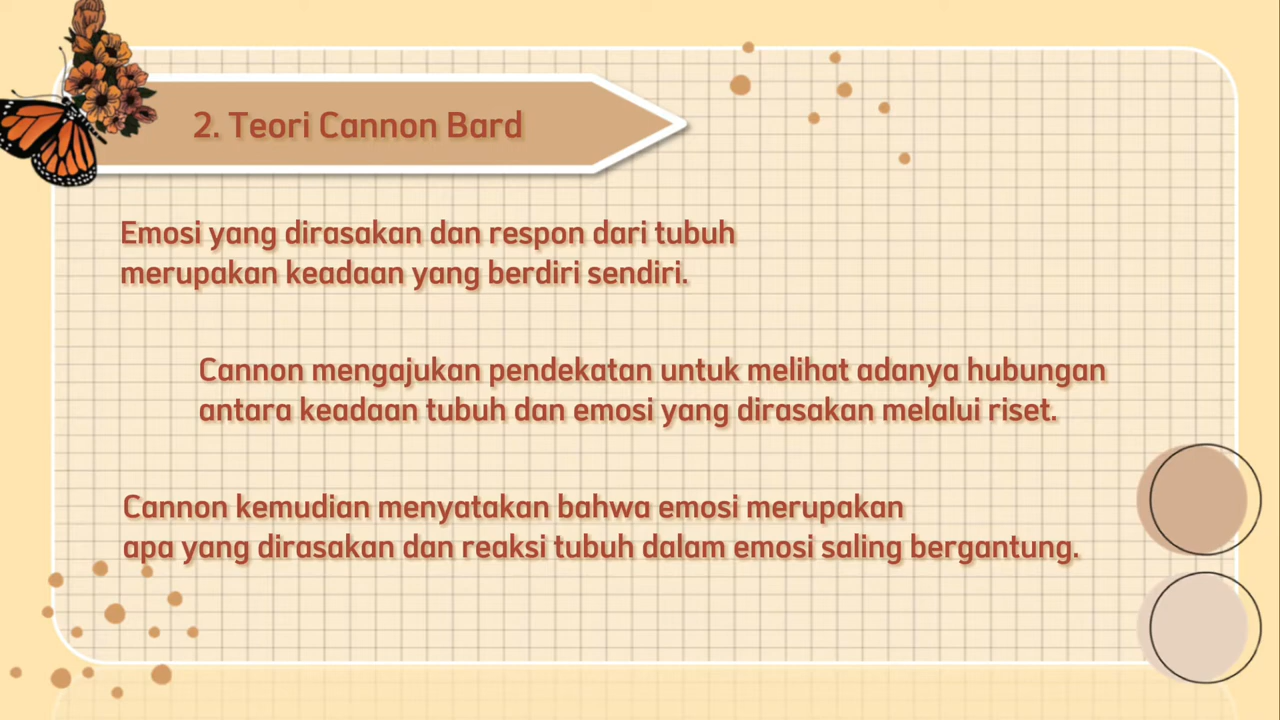 2. Teori Cannon Bard
Emosi yang dirasakan dan respon dari tubuh
merupakan keadaan yang berdiri sendiri.
Cannon mengajukan pendekatan untuk melihat adanya hubungan
antara keadaan tubuh dan emosi yang dirasakan melalui riset.
Cannon kemudian menyatakan bahwa emosi merupakan
apa yang dirasakan dan reaksi tubuh dalam emosi saling bergantung.